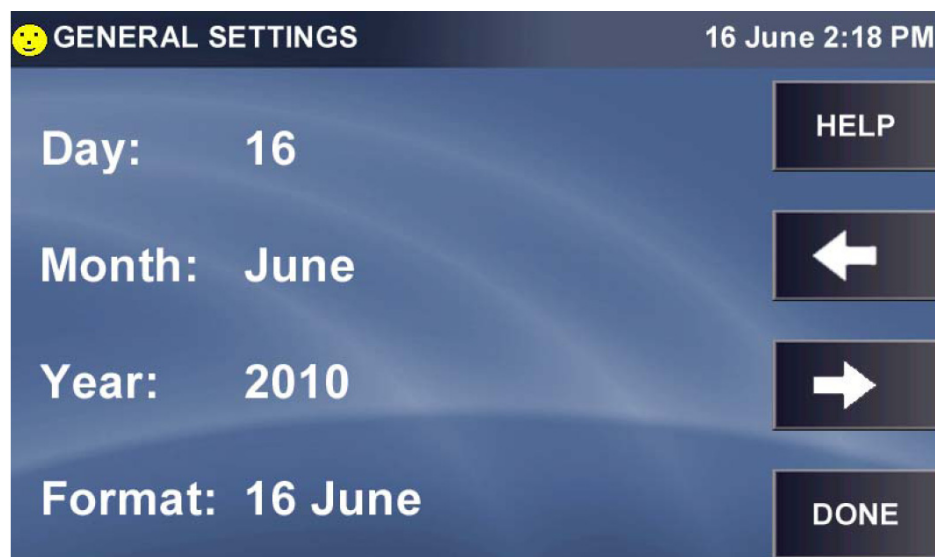 GENERAL SETTINGS 16 June 2:18 PM
Day: 16
HELP
Month: June
Year: 2010
Format: 16 June
DONE